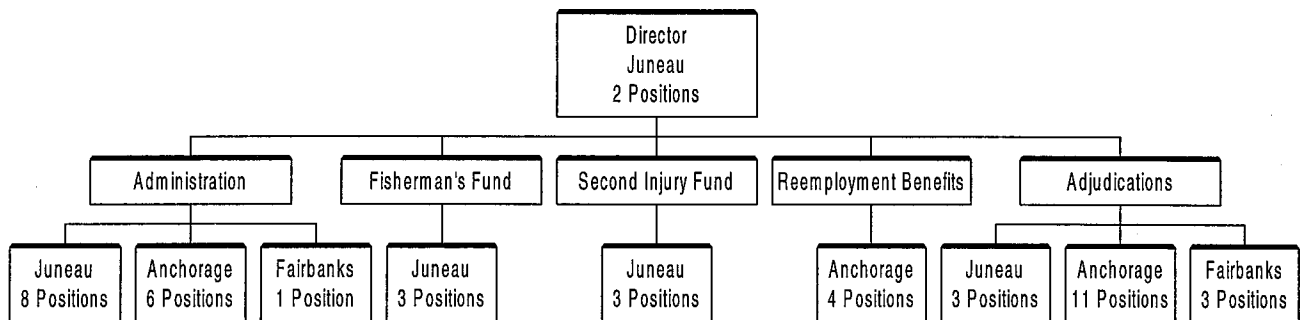 Director
Juneau
2 Positions
Administration
Fisherman's Fund
Second Injury Fund
Reemployment Benefits
Adjudications
Juneau
8 Positions
Anchorage
6 Positions
Fairbanks
1 Position
Juneau
3 Positions
Juneau
3 Positions
Anchorage
4 Positions
Juneau
3 Positions
Anchorage
11 Positions
Fairbanks
3 Positions